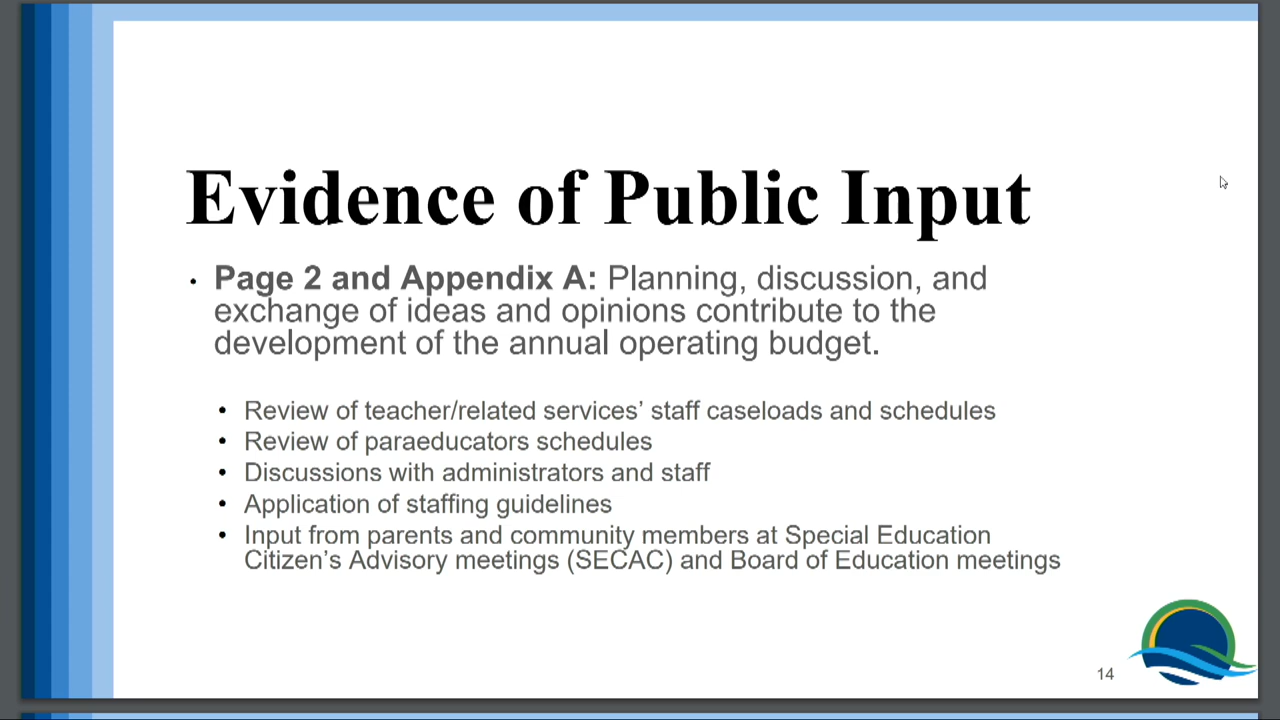 Evidence of Public Input
• Page 2 and Appendix A: Planning, discussion, and
exchange of ideas and opinions contribute to the
development of the annual operating budget.
• Review of teacher/related services’ staff caseloads and schedules
• Review of paraeducators schedules
• Discussions with administrators and staff
• Application of staffing guidelines
• Input from parents and community members at Special Education
Citizen’s Advisory meetings (SECAC) and Board of Education meetings
14